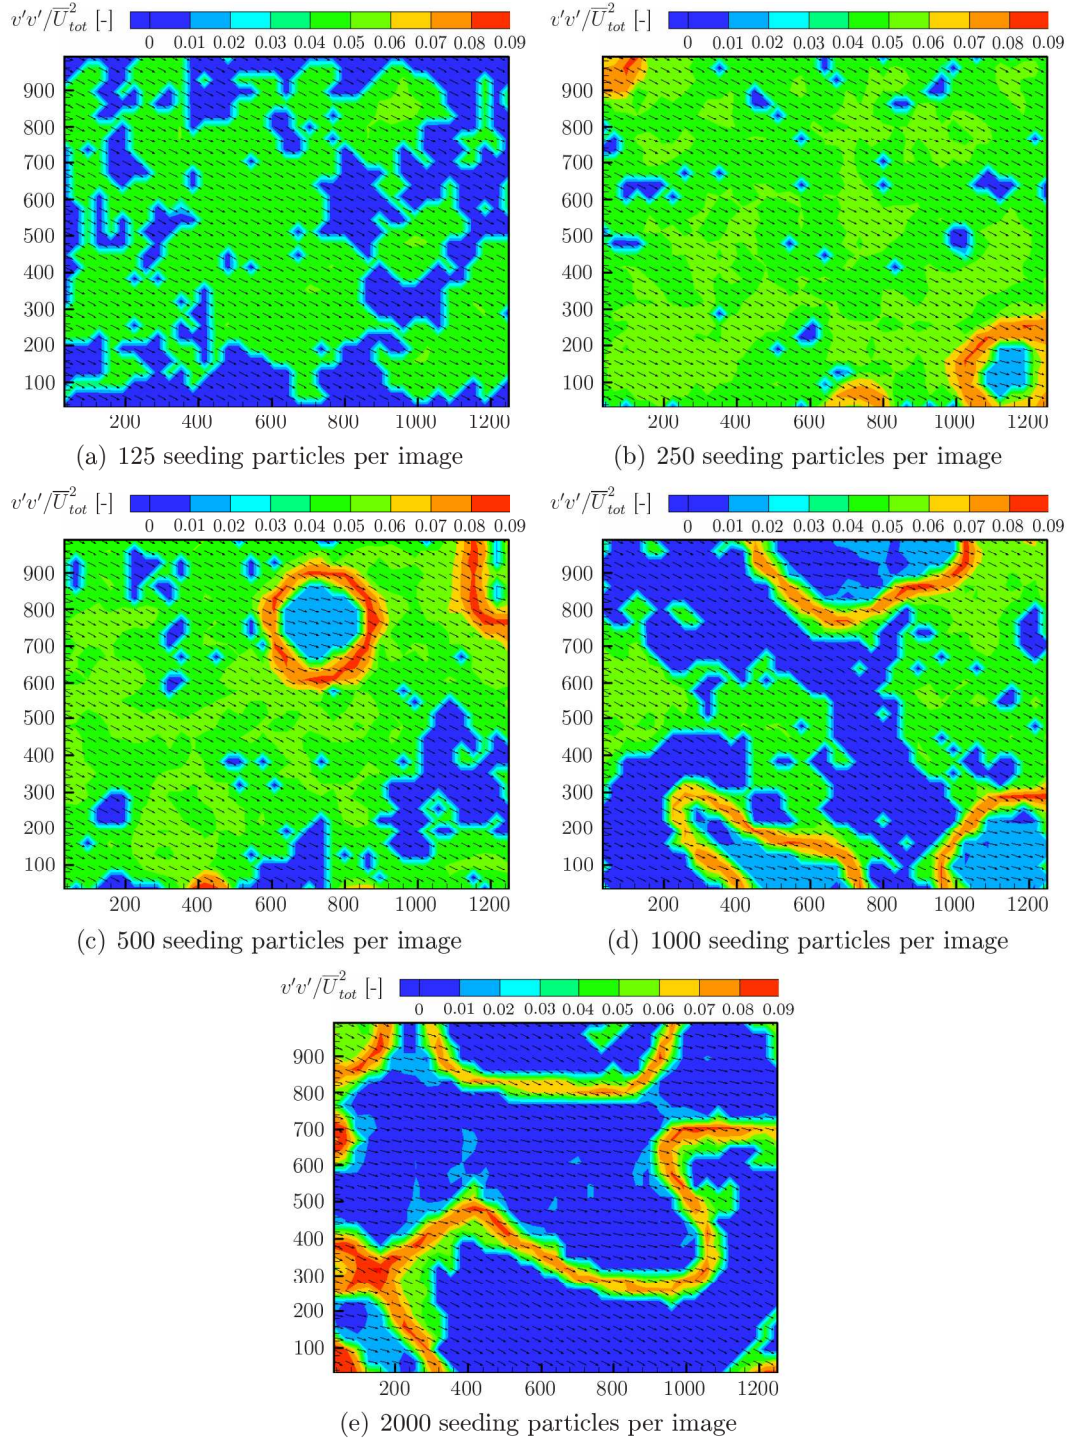 v′v′/U̅²tot [-] v′v′/U̅²tot [-]
0 0.01 0.02 0.03 0.04 0.05 0.06 0.07 0.08 0.09 0 0.01 0.02 0.03 0.04 0.05 0.06 0.07 0.08 0.09
900 900
800 800
700 700
600 600
500 500
400 400
300 300
200 200
100 100
200 400 600 800 1000 1200 200 400 600 800 1000 1200
(a) 125 seeding particles per image (b) 250 seeding particles per image
v′v′/U̅²tot [-] v′v′/U̅²tot [-]
0 0.01 0.02 0.03 0.04 0.05 0.06 0.07 0.08 0.09 0 0.01 0.02 0.03 0.04 0.05 0.06 0.07 0.08 0.09
900 900
800 800
700 700
600 600
500 500
400 400
300 300
200 200
100 100
200 400 600 800 1000 1200 200 400 600 800 1000 1200
(c) 500 seeding particles per image (d) 1000 seeding particles per image
v′v′/U̅²tot [-]
0 0.01 0.02 0.03 0.04 0.05 0.06 0.07 0.08 0.09
900
800
700
600
500
400
300
200
100
200 400 600 800 1000 1200
(e) 2000 seeding particles per image